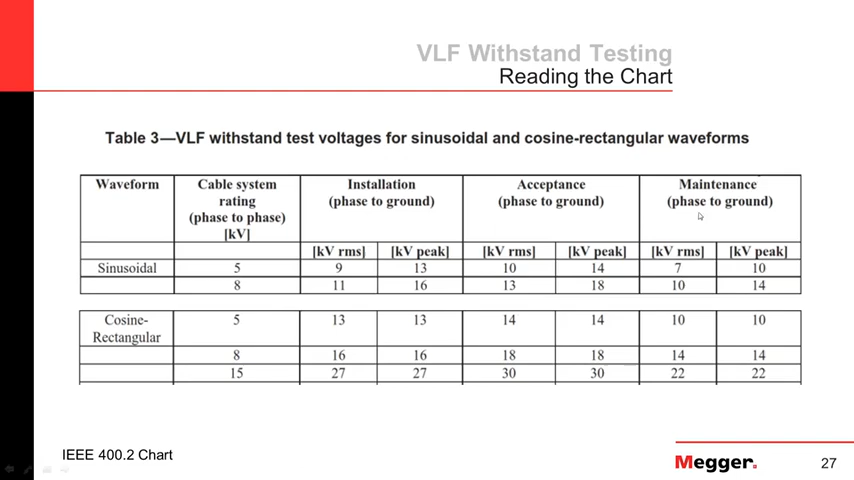 VLF Withstand Testing
Reading the Chart
Table 3—VLF withstand test voltages for sinusoidal and cosine-rectangular waveforms
Waveform Cable system rating (phase to phase) [kV] Installation (phase to ground) Acceptance (phase to ground) Maintenance (phase to ground)
[kV rms] [kV peak] [kV rms] [kV peak] [kV rms] [kV peak]
Sinusoidal 5 9 13 10 14 7 10
8 11 16 13 18 10 14
Cosine-Rectangular 5 13 13 14 14 10 10
8 16 16 18 18 14 14
15 27 27 30 30 22 22
IEEE 400.2 Chart
Megger.
27